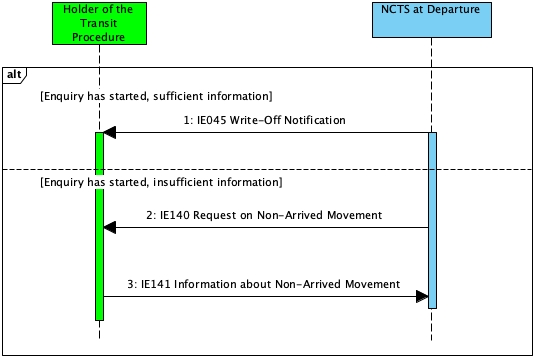 Holder of the
Transit
Procedure
NCTS at Departure
alt
[Enquiry has started, sufficient information]
1: IE045 Write-Off Notification
[Enquiry has started, insufficient information]
2: IE140 Request on Non-Arrived Movement
3: IE141 Information about Non-Arrived Movement